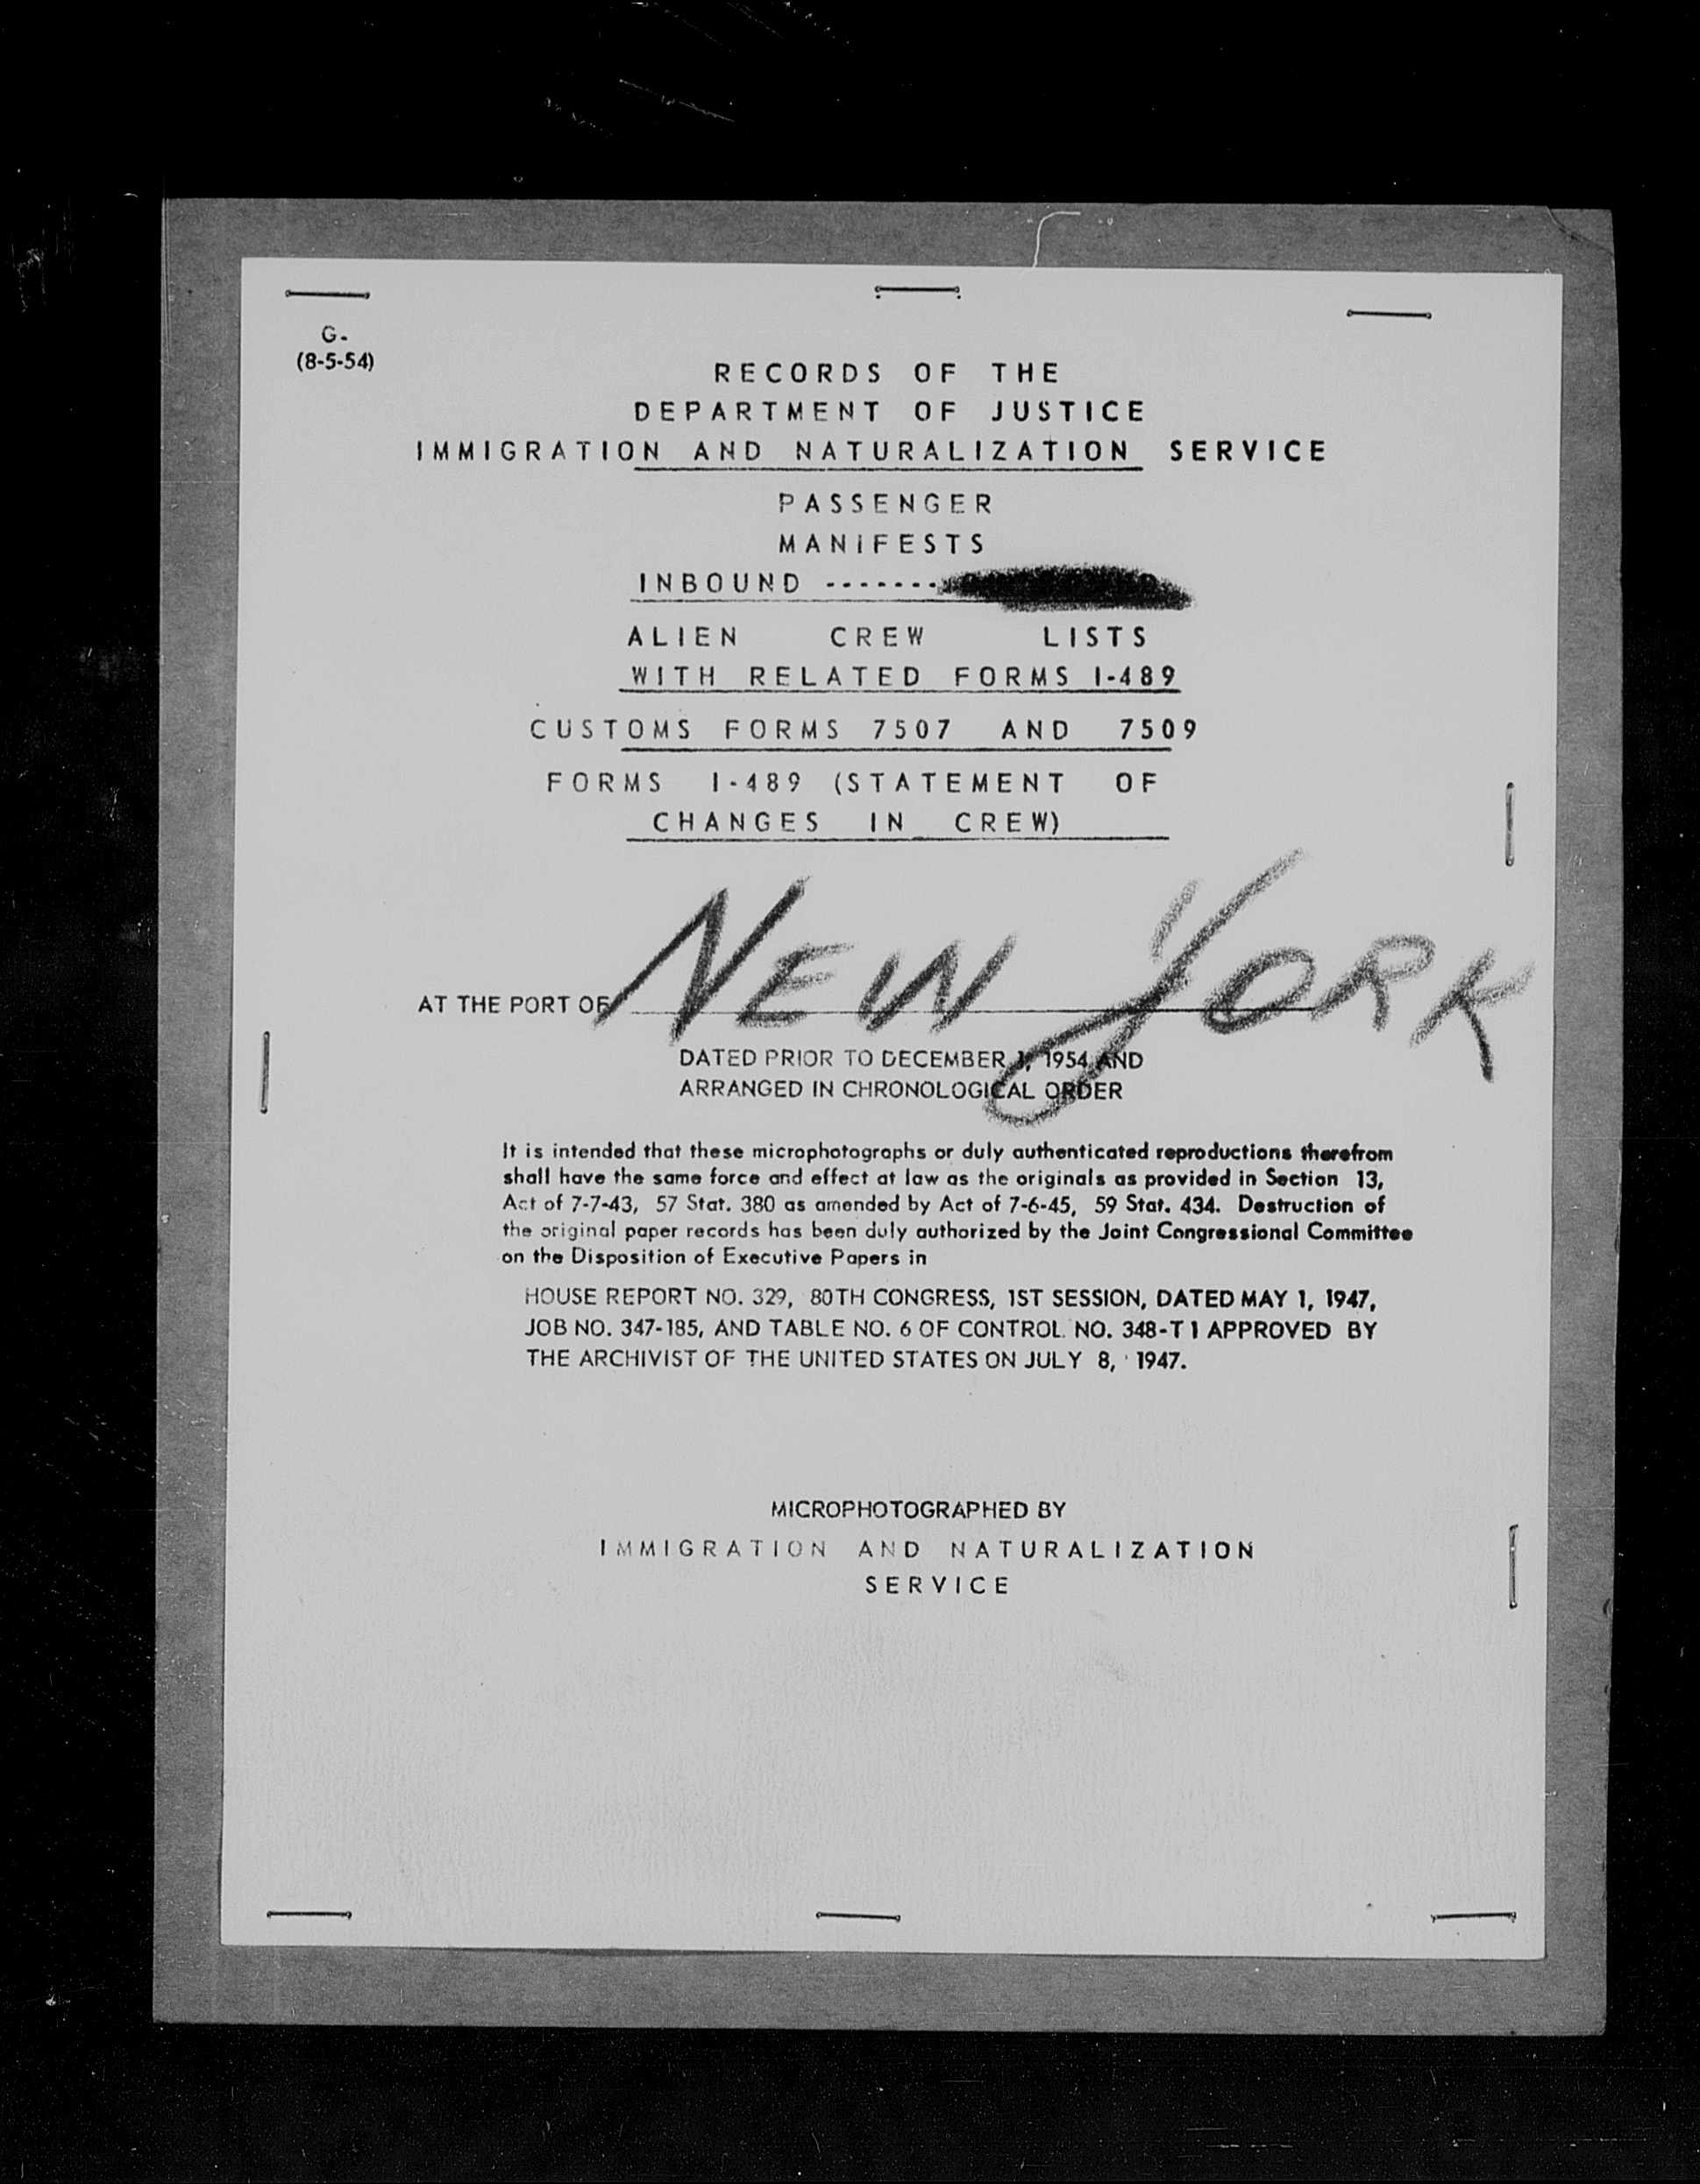 G-
(8-5-54)
RECORDS OF THE
DEPARTMENT OF JUSTICE
IMMIGRATION AND NATURALIZATION SERVICE
PASSENGER
MANIFESTS
INBOUND -------
ALIEN CREW LISTS
WITH RELATED FORMS I-489
CUSTOMS FORMS 7507 AND 7509
FORMS I-489 (STATEMENT OF
CHANGES IN CREW)
AT THE PORT OF NEW YORK
DATED PRIOR TO DECEMBER 1, 1954 AND
ARRANGED IN CHRONOLOGICAL ORDER
It is intended that these microphotographs or duly authenticated reproductions therefrom
shall have the same force and effect at law as the originals as provided in Section 13,
Act of 7-7-43, 57 Stat. 380 as amended by Act of 7-6-45, 59 Stat. 434. Destruction of
the original paper records has been duly authorized by the Joint Congressional Committee
on the Disposition of Executive Papers in
HOUSE REPORT NO. 329, 80TH CONGRESS, 1ST SESSION, DATED MAY 1, 1947,
JOB NO. 347-185, AND TABLE NO. 6 OF CONTROL NO. 348-T1 APPROVED BY
THE ARCHIVIST OF THE UNITED STATES ON JULY 8, 1947.
MICROPHOTOGRAPHED BY
IMMIGRATION AND NATURALIZATION
SERVICE